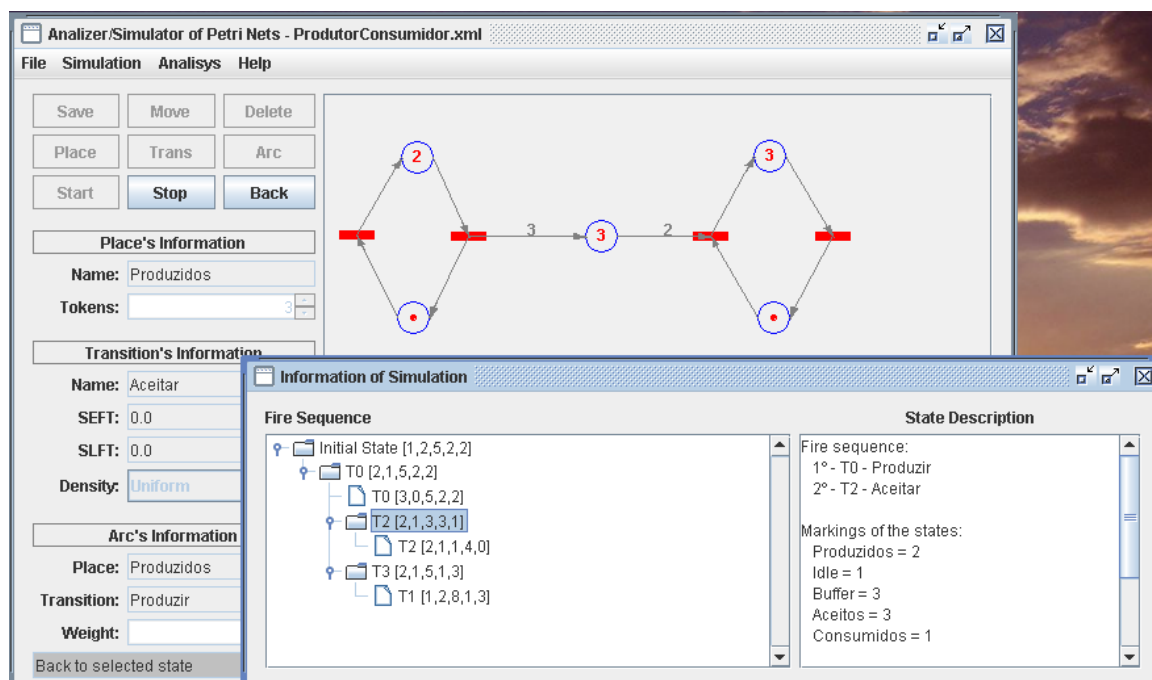 Analizer/Simulator of Petri Nets - ProdutorConsumidor.xml
File Simulation Analisys Help
Save Move Delete
Place Trans Arc
Start Stop Back
Place's Information
Name: Produzidos
Tokens: 3
Transition's Information
Name: Aceitar
SEFT: 0.0
SLFT: 0.0
Density: Uniform
Arc's Information
Place: Produzidos
Transition: Produzir
Weight:
Back to selected state
2
3
3
3
2
Information of Simulation
Fire Sequence
Initial State [1,2,5,2,2]
T0 [2,1,5,2,2]
T0 [3,0,5,2,2]
T2 [2,1,3,3,1]
T2 [2,1,1,4,0]
T3 [2,1,5,1,3]
T1 [1,2,8,1,3]
State Description
Fire sequence:
1º - T0 - Produzir
2º - T2 - Aceitar
Markings of the states:
Produzidos = 2
Idle = 1
Buffer = 3
Aceitos = 3
Consumidos = 1